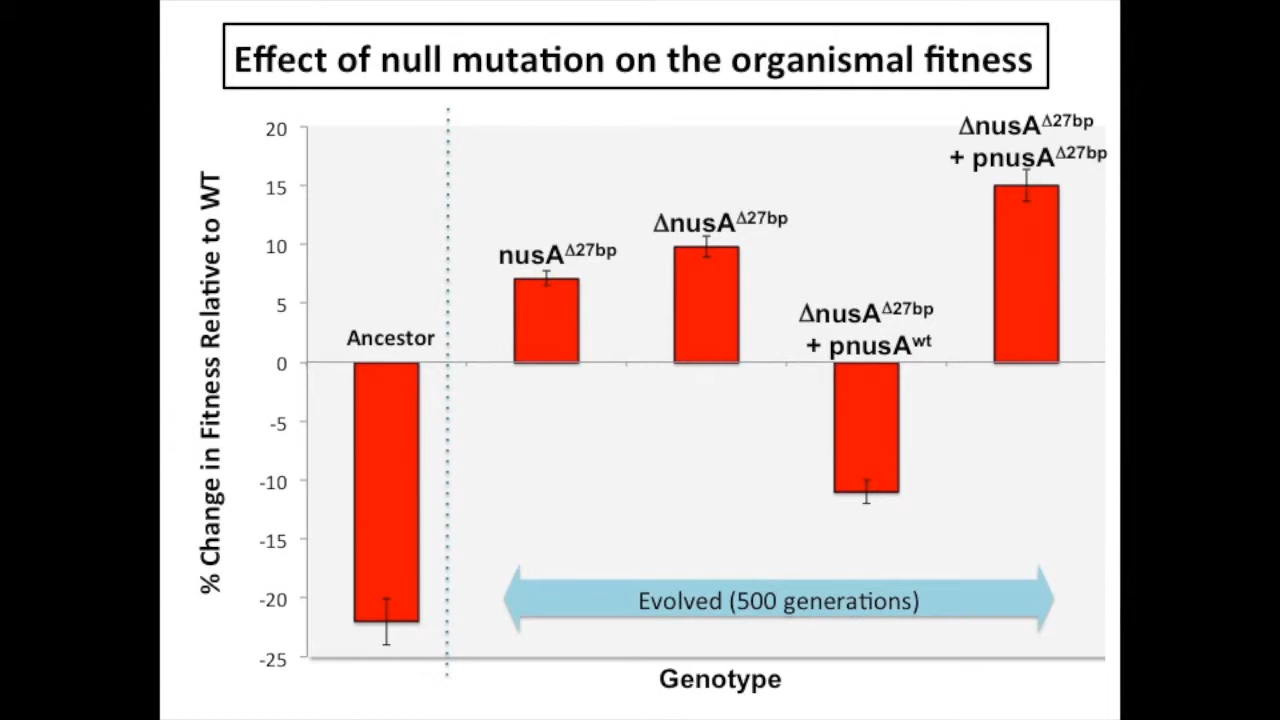 Effect of null mutation on the organismal fitness
% Change in Fitness Relative to WT
20
15
10
5
0
-5
-10
-15
-20
-25
Ancestor
nusAΔ27bp
ΔnusAΔ27bp
ΔnusAΔ27bp
+ pnusAwt
ΔnusAΔ27bp
+ pnusAΔ27bp
Evolved (500 generations)
Genotype